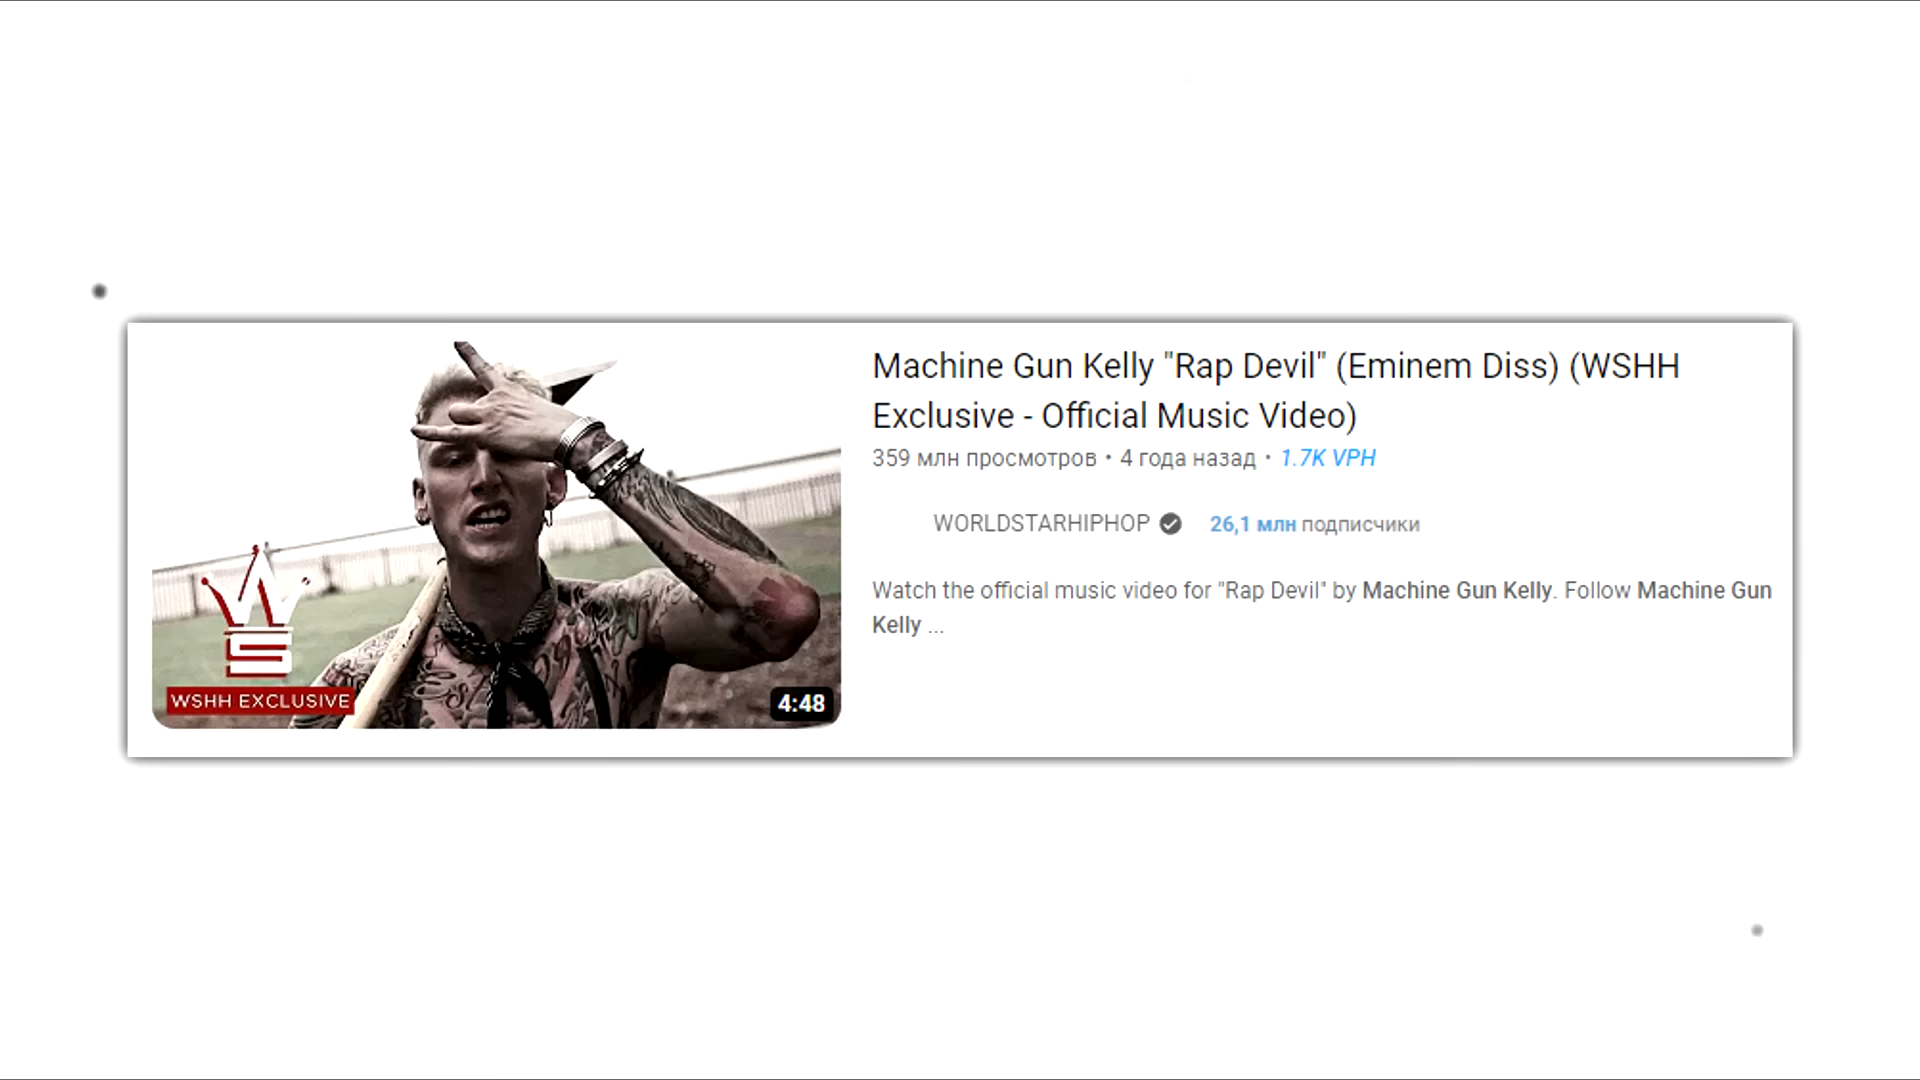 Machine Gun Kelly "Rap Devil" (Eminem Diss) (WSHH
Exclusive - Official Music Video)
359 млн просмотров • 4 года назад • 1.7K VPH
WORLDSTARHIPHOP 26,1 млн подписчики
Watch the official music video for "Rap Devil" by Machine Gun Kelly. Follow Machine Gun
Kelly ...
WS
WSHH EXCLUSIVE
4:48